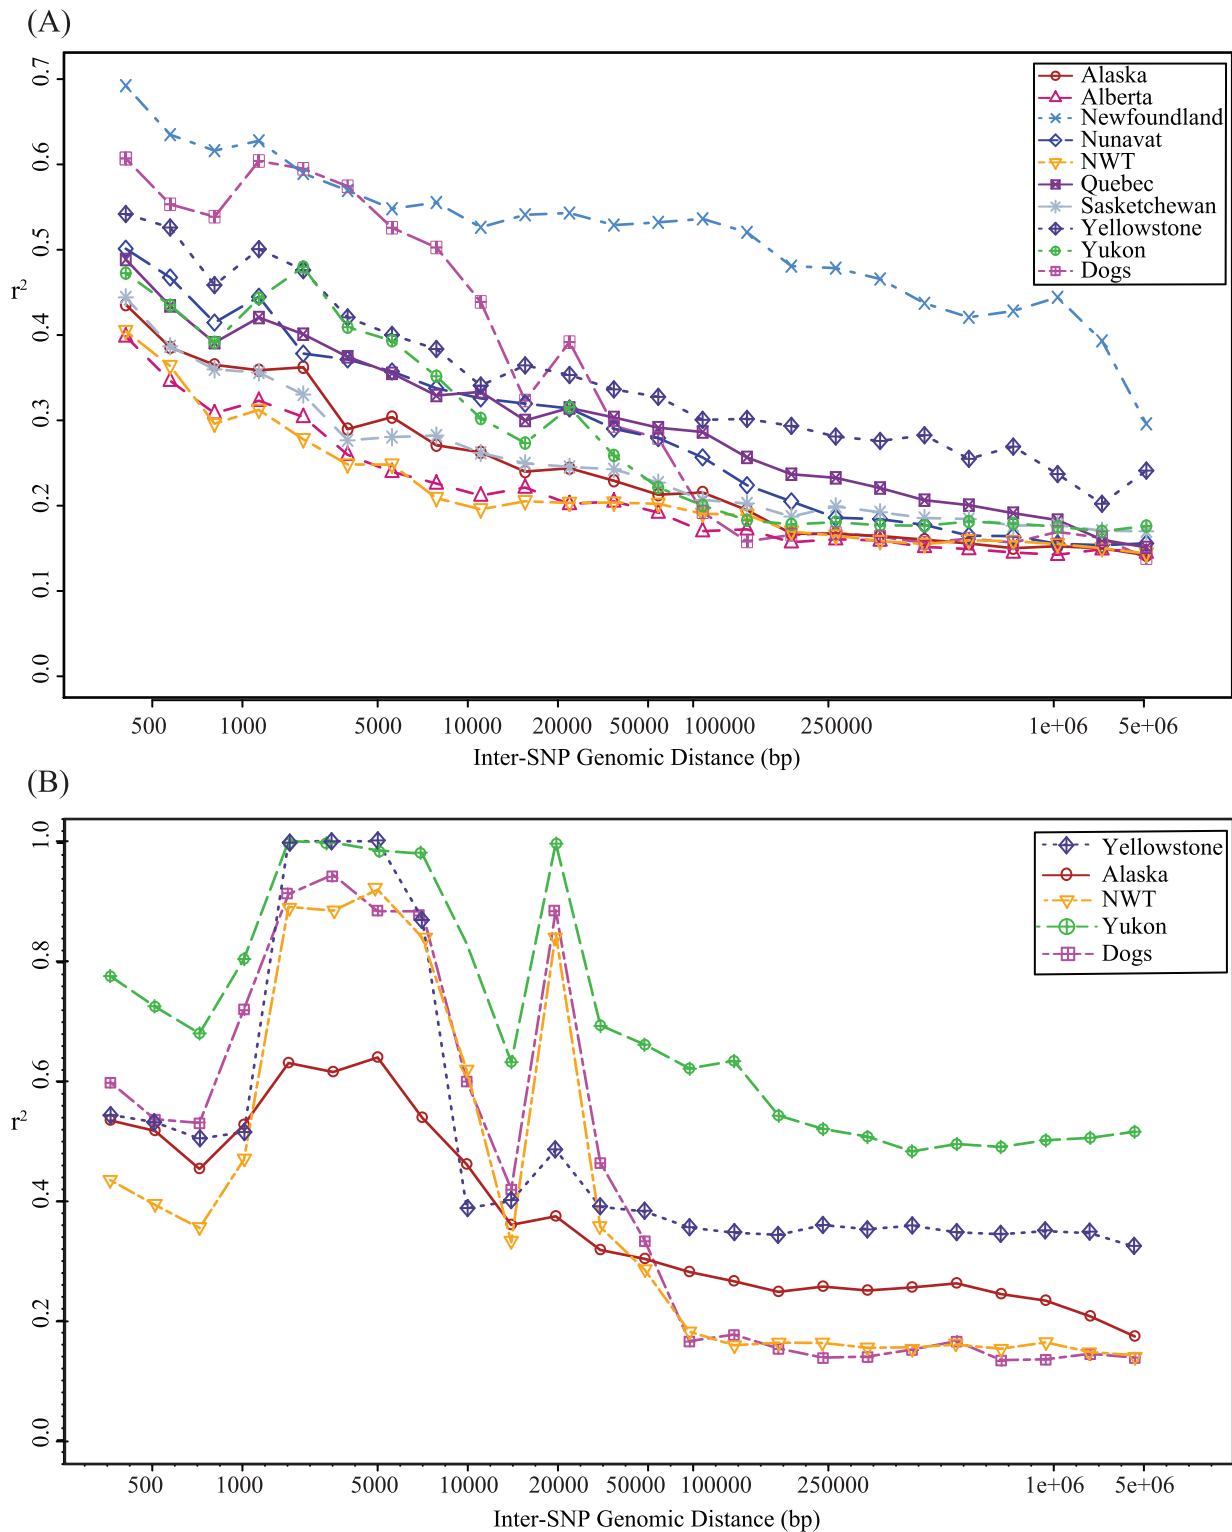 (A)
0.7
0.6
0.5
0.4
0.3
0.2
0.1
0.0
r²
Alaska
Alberta
Newfoundland
Nunavat
NWT
Quebec
Sasketchewan
Yellowstone
Yukon
Dogs
500 1000 5000 10000 20000 50000 100000 250000 1e+06 5e+06
Inter-SNP Genomic Distance (bp)
(B)
1.0
0.8
0.6
0.4
0.2
0.0
r²
Yellowstone
Alaska
NWT
Yukon
Dogs
500 1000 5000 10000 20000 50000 100000 250000 1e+06 5e+06
Inter-SNP Genomic Distance (bp)